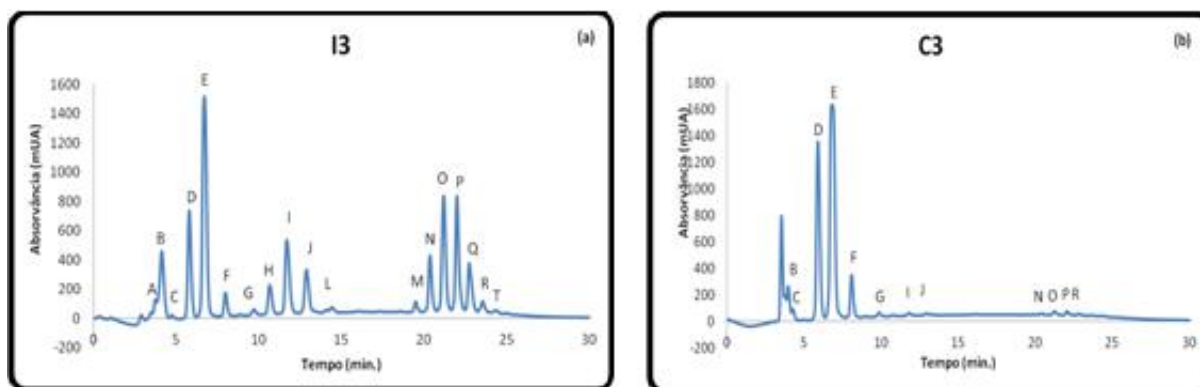 I3
(a)
Absorvância (mUA)
1600
1400
1200
1000
800
600
400
200
0
-200
A
B
C
D
E
F
G
H
I
J
L
M
N
O
P
Q
R
T
0
5
10
15
20
25
30
Tempo (min.)
C3
(b)
Absorvância (mUA)
1800
1600
1400
1200
1000
800
600
400
200
0
-200
B
C
D
E
F
G
I
J
N
O
P
R
0
5
10
15
20
25
30
Tempo (min.)